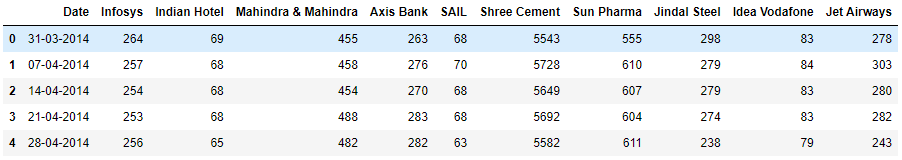 Date Infosys Indian Hotel Mahindra & Mahindra Axis Bank SAIL Shree Cement Sun Pharma Jindal Steel Idea Vodafone Jet Airways
0 31-03-2014 264 69 455 263 68 5543 555 298 83 278
1 07-04-2014 257 68 458 276 70 5728 610 279 84 303
2 14-04-2014 254 68 454 270 68 5649 607 279 83 280
3 21-04-2014 253 68 488 283 68 5692 604 274 83 282
4 28-04-2014 256 65 482 282 63 5582 611 238 79 243